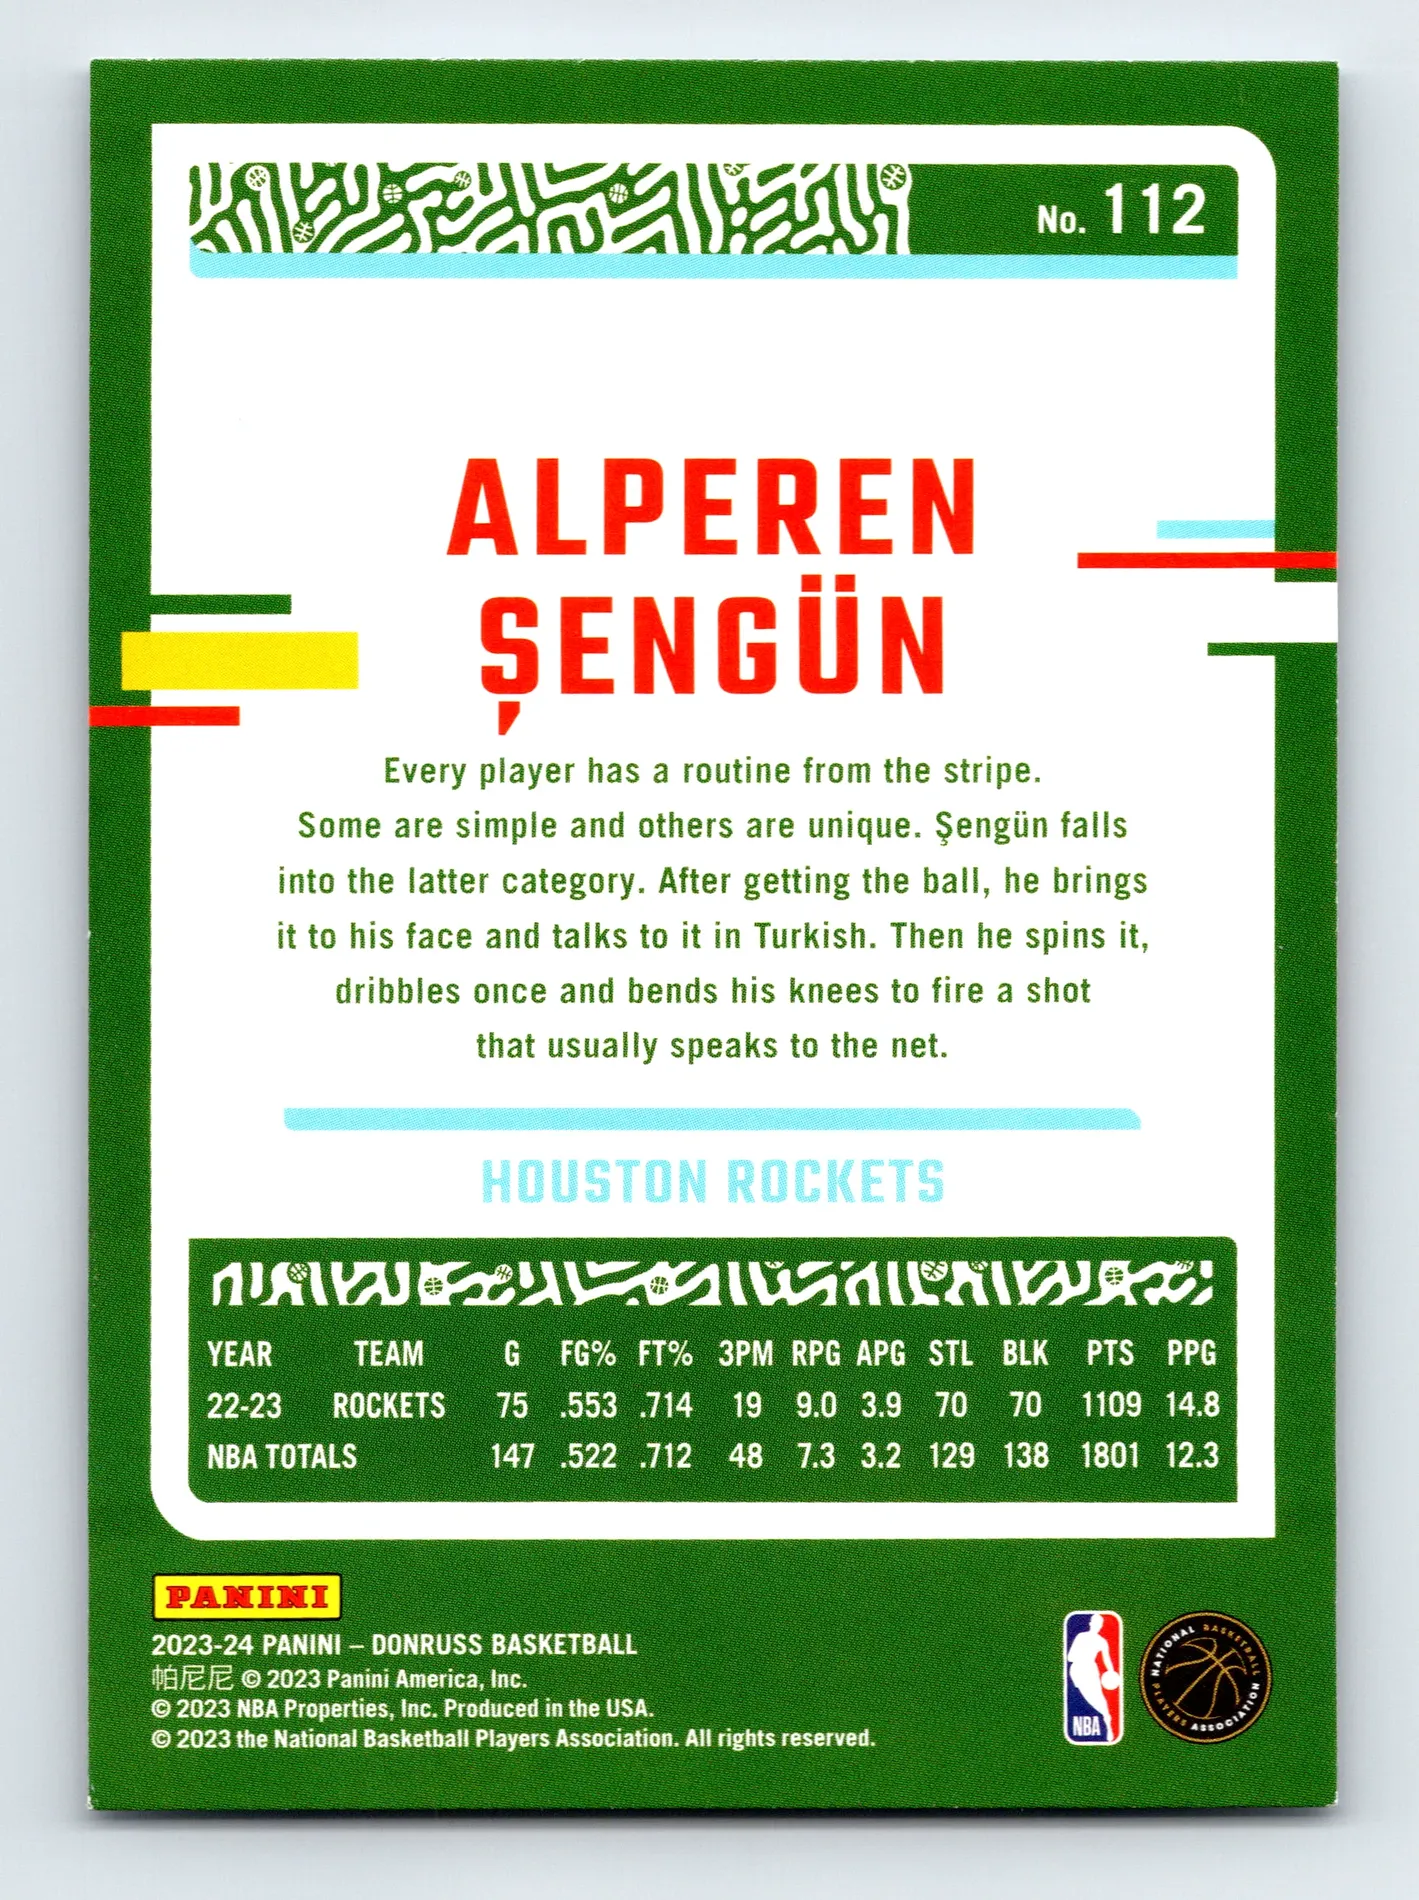 No. 112
ALPEREN
ŞENGÜN
Every player has a routine from the stripe.
Some are simple and others are unique. Şengün falls
into the latter category. After getting the ball, he brings
it to his face and talks to it in Turkish. Then he spins it,
dribbles once and bends his knees to fire a shot
that usually speaks to the net.
HOUSTON ROCKETS
YEAR TEAM G FG% FT% 3PM RPG APG STL BLK PTS PPG
22-23 ROCKETS 75 .553 .714 19 9.0 3.9 70 70 1109 14.8
NBA TOTALS 147 .522 .712 48 7.3 3.2 129 138 1801 12.3
PANINI
2023-24 PANINI – DONRUSS BASKETBALL
帕尼尼 © 2023 Panini America, Inc.
© 2023 NBA Properties, Inc. Produced in the USA.
© 2023 the National Basketball Players Association. All rights reserved.
NBA
NATIONAL BASKETBALL PLAYERS ASSOCIATION